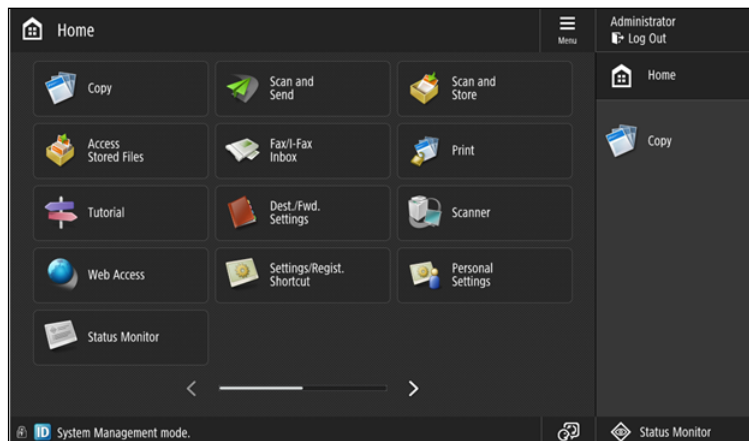 Home
Menu
Administrator
Log Out
Home
Copy
Copy
Scan and
Send
Scan and
Store
Access
Stored Files
Fax/I-Fax
Inbox
Print
Tutorial
Dest./Fwd.
Settings
Scanner
Web Access
Settings/Regist.
Shortcut
Personal
Settings
Status Monitor
ID System Management mode.
Status Monitor